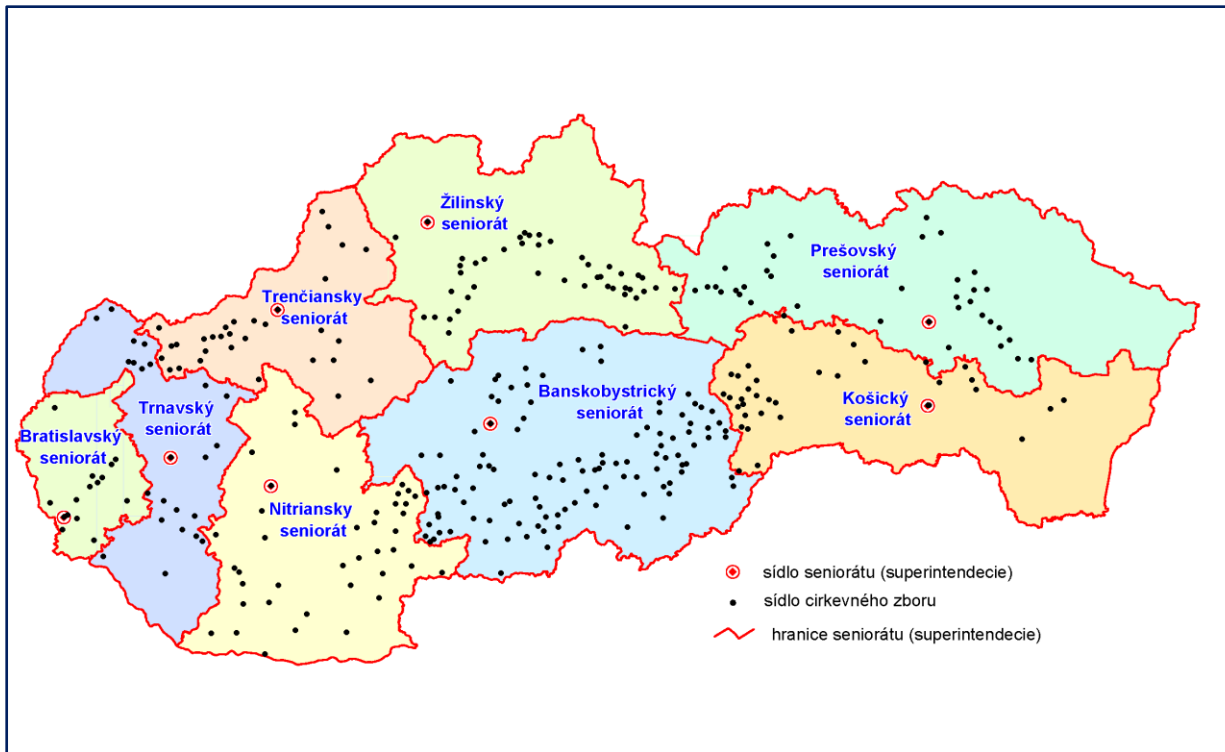 Žilinský
seniorát
Prešovský
seniorát
Trenčiansky
seniorát
Banskobystrický
seniorát
Košický
seniorát
Trnavský
seniorát
Bratislavský
seniorát
Nitriansky
seniorát
sídlo seniorátu (superintendecie)
sídlo cirkevného zboru
hranice seniorátu (superintendecie)